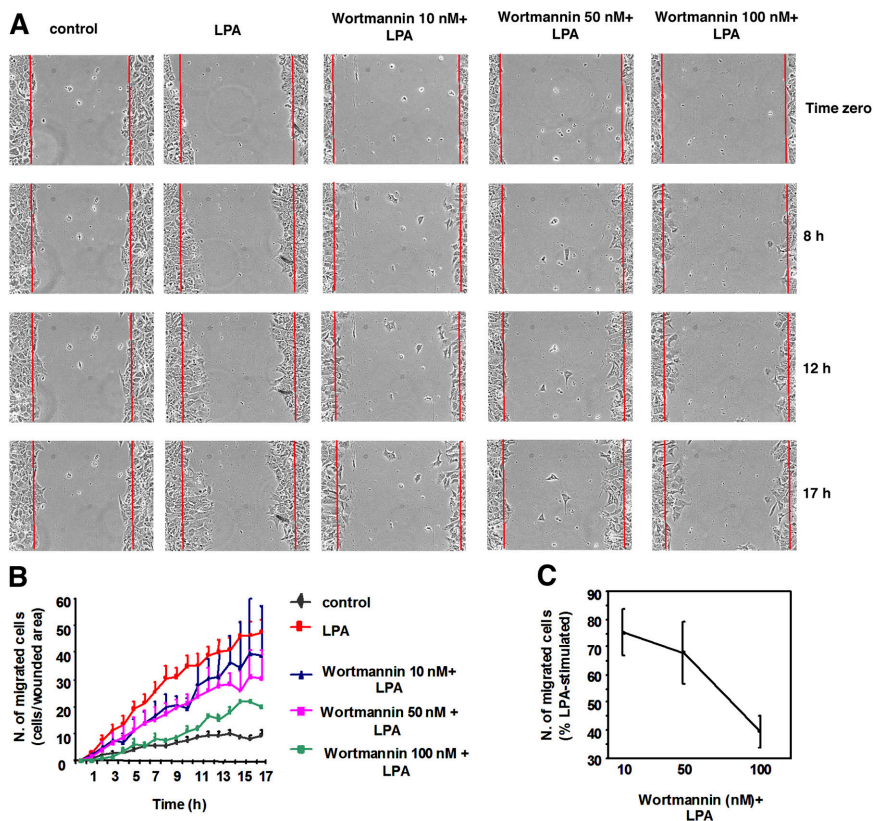 A
control
LPA
Wortmannin 10 nM+
LPA
Wortmannin 50 nM+
LPA
Wortmannin 100 nM+
LPA
Time zero
8 h
12 h
17 h
B
N. of migrated cells
(cells/wounded area)
60
50
40
30
20
10
0
1 3 5 7 9 11 13 15 17
Time (h)
control
LPA
Wortmannin 10 nM+
LPA
Wortmannin 50 nM +
LPA
Wortmannin 100 nM +
LPA
C
N. of migrated cells
(% LPA-stimulated)
90
80
70
60
50
40
30
10 50 100
Wortmannin (nM)+
LPA